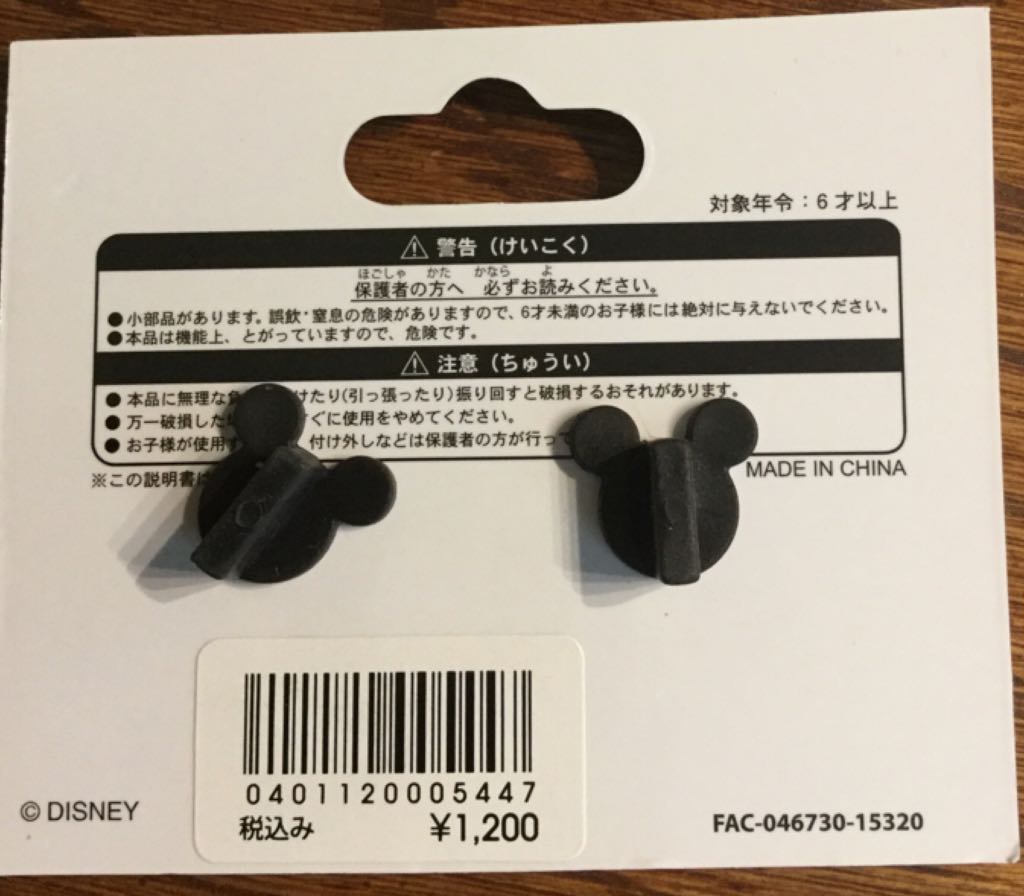 対象年令：6才以上
⚠ 警告（けいこく）
ほごしゃ かた かなら よ
保護者の方へ 必ずお読みください。
●小部品があります。誤飲・窒息の危険がありますので、6才未満のお子様には絶対に与えないでください。
●本品は機能上、とがっていますので、危険です。
⚠ 注意（ちゅうい）
●本品に無理な けたり(引っ張ったり)振り回すと破損するおそれがあります。
●万一破損した ぐに使用をやめてください。
●お子様が使用 付け外しなどは保護者の方が行っ
※この説明書
MADE IN CHINA
0401120005447
税込み ¥1,200
© DISNEY
FAC-046730-15320